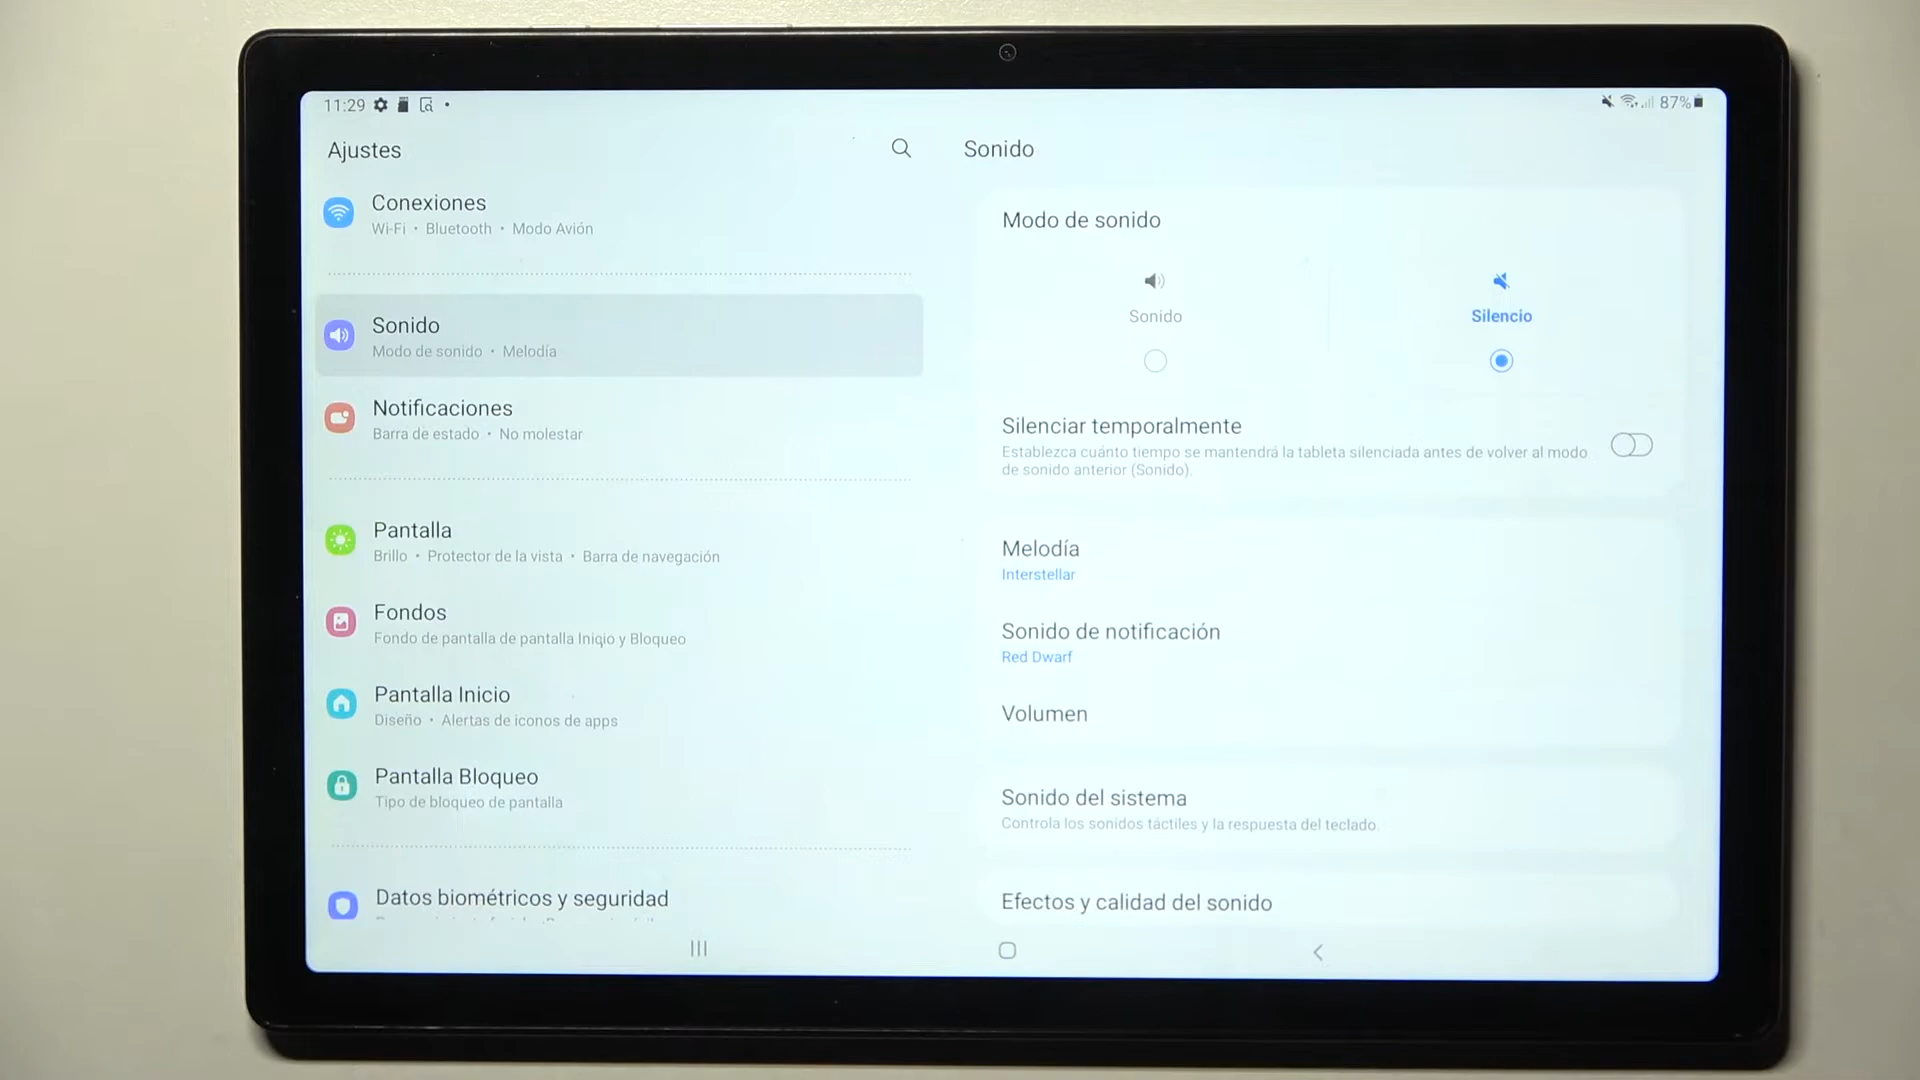 11:29
87%
Ajustes
Conexiones
Wi-Fi • Bluetooth • Modo Avión
Sonido
Modo de sonido • Melodía
Notificaciones
Barra de estado • No molestar
Pantalla
Brillo • Protector de la vista • Barra de navegación
Fondos
Fondo de pantalla de pantalla Inicio y Bloqueo
Pantalla Inicio
Diseño • Alertas de iconos de apps
Pantalla Bloqueo
Tipo de bloqueo de pantalla
Datos biométricos y seguridad
Sonido
Modo de sonido
Sonido
Silencio
Silenciar temporalmente
Establezca cuánto tiempo se mantendrá la tableta silenciada antes de volver al modo
de sonido anterior (Sonido).
Melodía
Interstellar
Sonido de notificación
Red Dwarf
Volumen
Sonido del sistema
Controla los sonidos táctiles y la respuesta del teclado.
Efectos y calidad del sonido